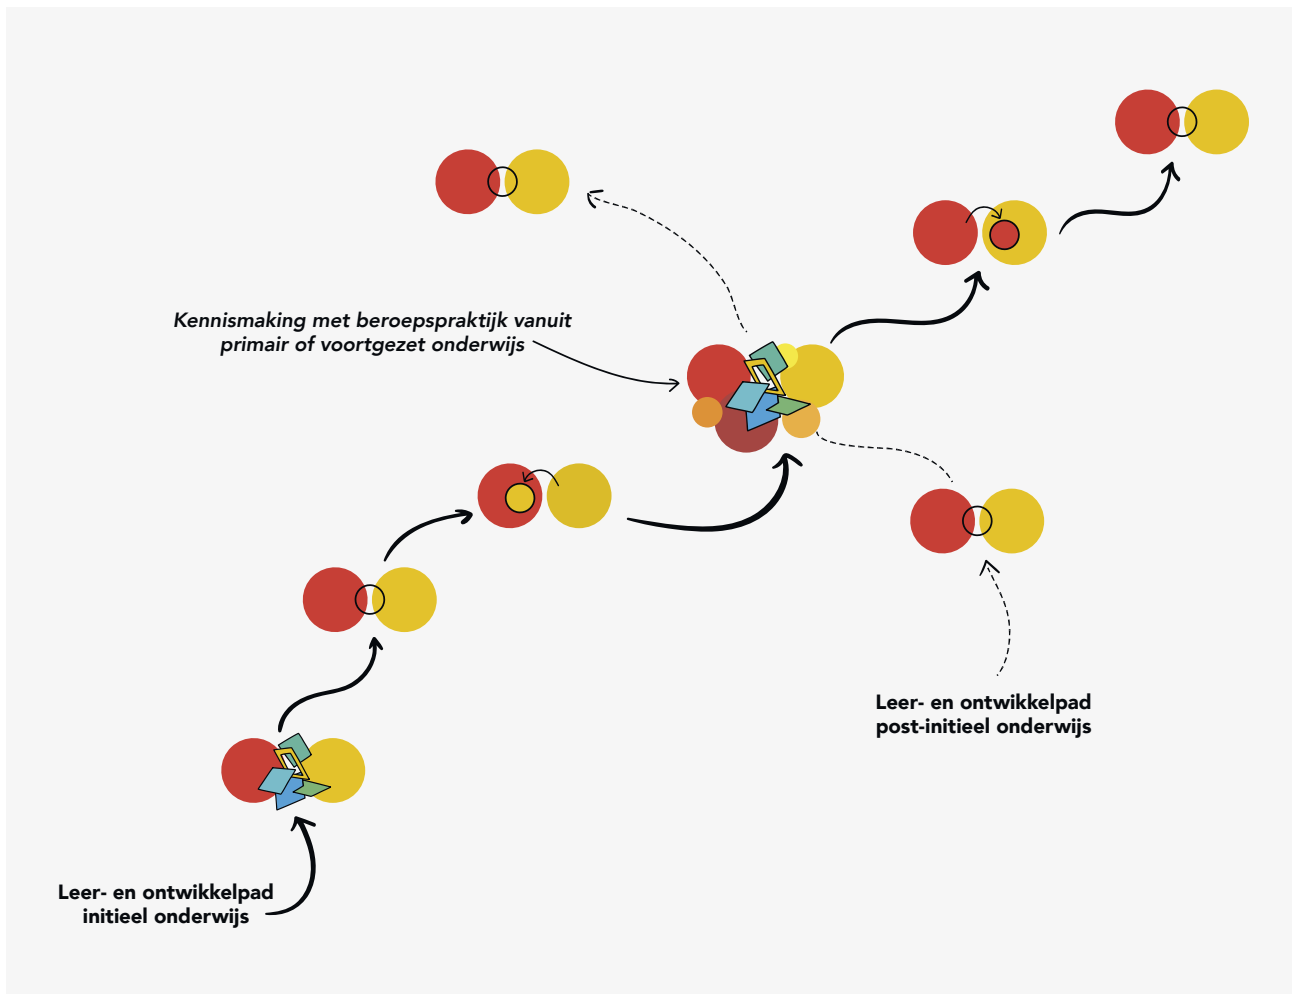 Kennismaking met beroepspraktijk vanuit
primair of voortgezet onderwijs
Leer- en ontwikkelpad
post-initieel onderwijs
Leer- en ontwikkelpad
initieel onderwijs